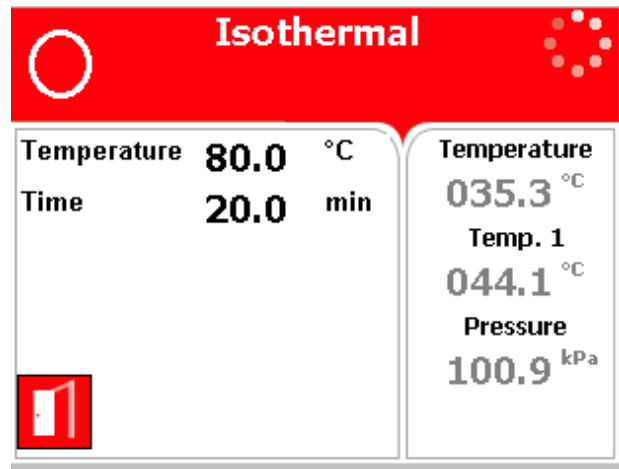 Isothermal
Temperature 80.0 °C
Time 20.0 min
Temperature
035.3 °C
Temp. 1
044.1 °C
Pressure
100.9 kPa